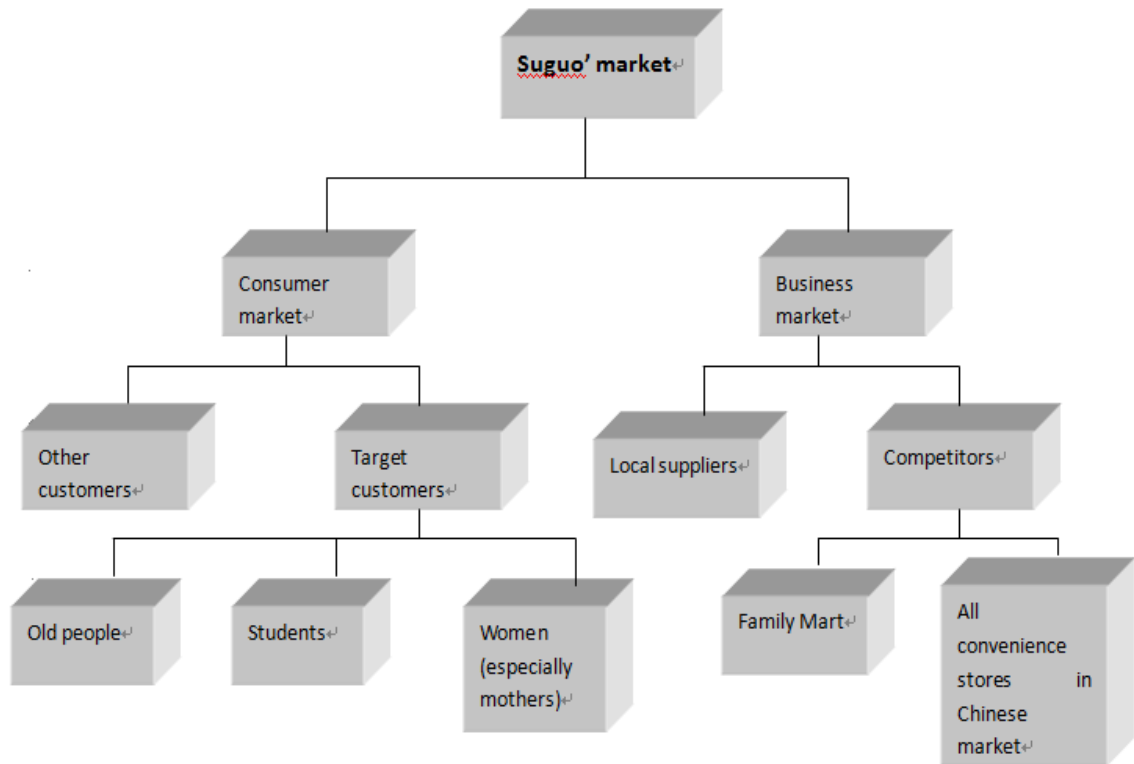 Suguo’ market↵
Consumer
market↵
Business
market↵
Other
customers↵
Target
customers↵
Local suppliers↵
Competitors↵
Old people↵
Students↵
Women
(especially
mothers)↵
Family Mart↵
All
convenience
stores in
Chinese
market↵